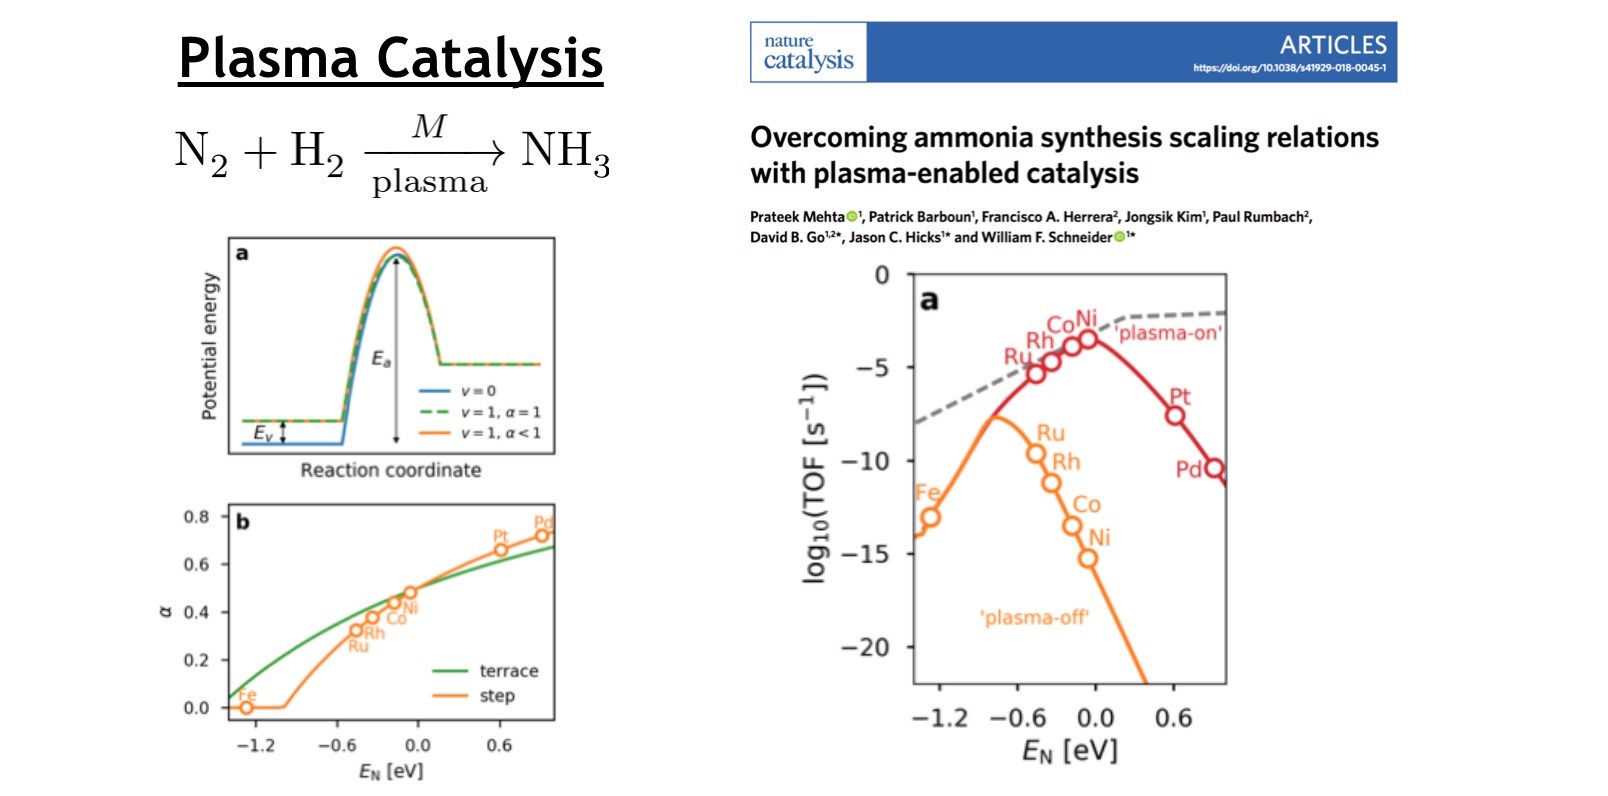 Plasma Catalysis
N₂ + H₂ M plasma → NH₃
a
Potential energy
Eₐ
Eᵥ
v = 0
v = 1, α = 1
v = 1, α < 1
Reaction coordinate
b
α
0.8
0.6
0.4
0.2
0.0
Fe
Ru
Rh
Co
Ni
Pt
Pd
terrace
step
−1.2 −0.6 0.0 0.6
E_N [eV]
nature
catalysis
ARTICLES
https://doi.org/10.1038/s41929-018-0045-1
Overcoming ammonia synthesis scaling relations
with plasma-enabled catalysis
Prateek Mehta iD¹, Patrick Barboun¹, Francisco A. Herrera², Jongsik Kim¹, Paul Rumbach²,
David B. Go¹,²*, Jason C. Hicks¹* and William F. Schneider iD¹*
a
log₁₀(TOF [s⁻¹])
0
−5
−10
−15
−20
Ru
Rh
Co
Ni
'plasma-on'
Pt
Pd
Fe
Ru
Rh
Co
Ni
'plasma-off'
−1.2 −0.6 0.0 0.6
E_N [eV]